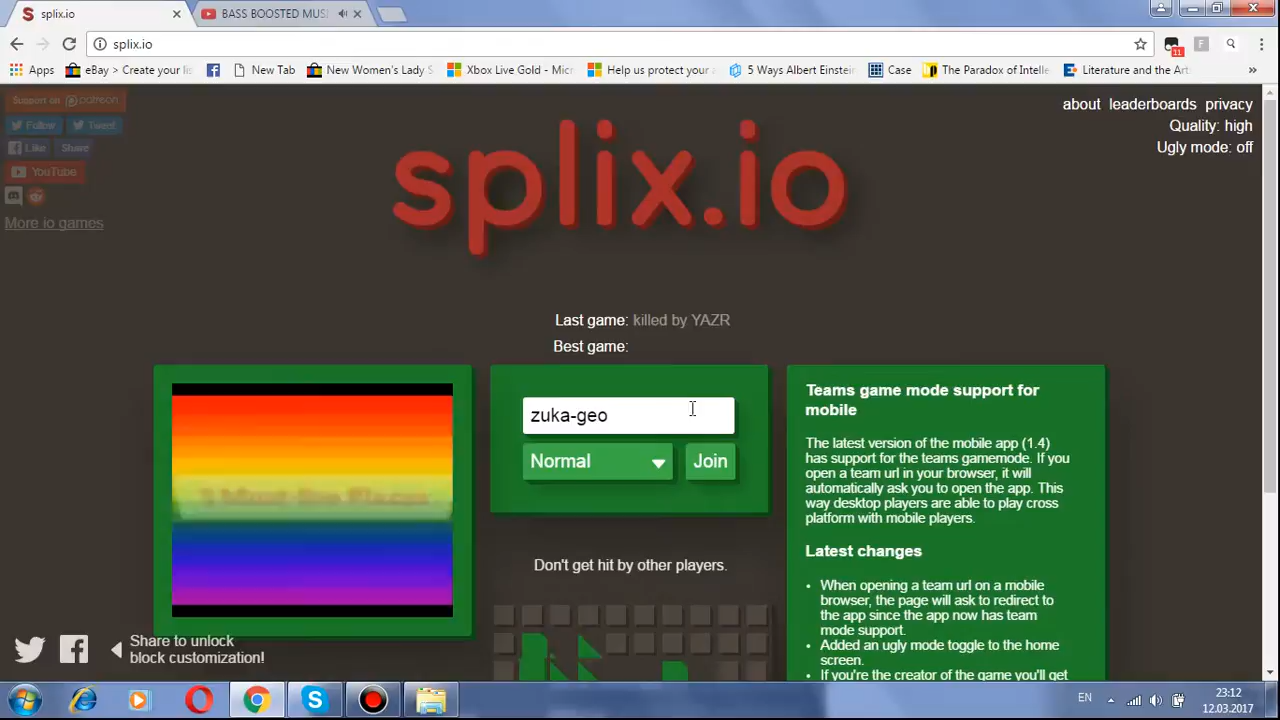 splix.io
BASS BOOSTED MUS
splix.io
Apps
eBay > Create your li
New Tab
New Women's Lady S
Xbox Live Gold - Micr
Help us protect your
5 Ways Albert Einstein
Case
The Paradox of Intelle
Literature and the Art
»
11
F
Support on patreon
Follow
Tweet
Like
Share
YouTube
More io games
about leaderboards privacy
Quality: high
Ugly mode: off
splix.io
Last game: killed by YAZR
Best game:
zuka-geo
Normal
Join
Don't get hit by other players.
Teams game mode support for
mobile
The latest version of the mobile app (1.4)
has support for the teams gamemode. If you
open a team url in your browser, it will
automatically ask you to open the app. This
way desktop players are able to play cross
platform with mobile players.
Latest changes
• When opening a team url on a mobile
browser, the page will ask to redirect to
the app since the app now has team
mode support.
• Added an ugly mode toggle to the home
screen.
• If you're the creator of the game you'll get
Share to unlock
block customization!
EN
23:12
12.03.2017